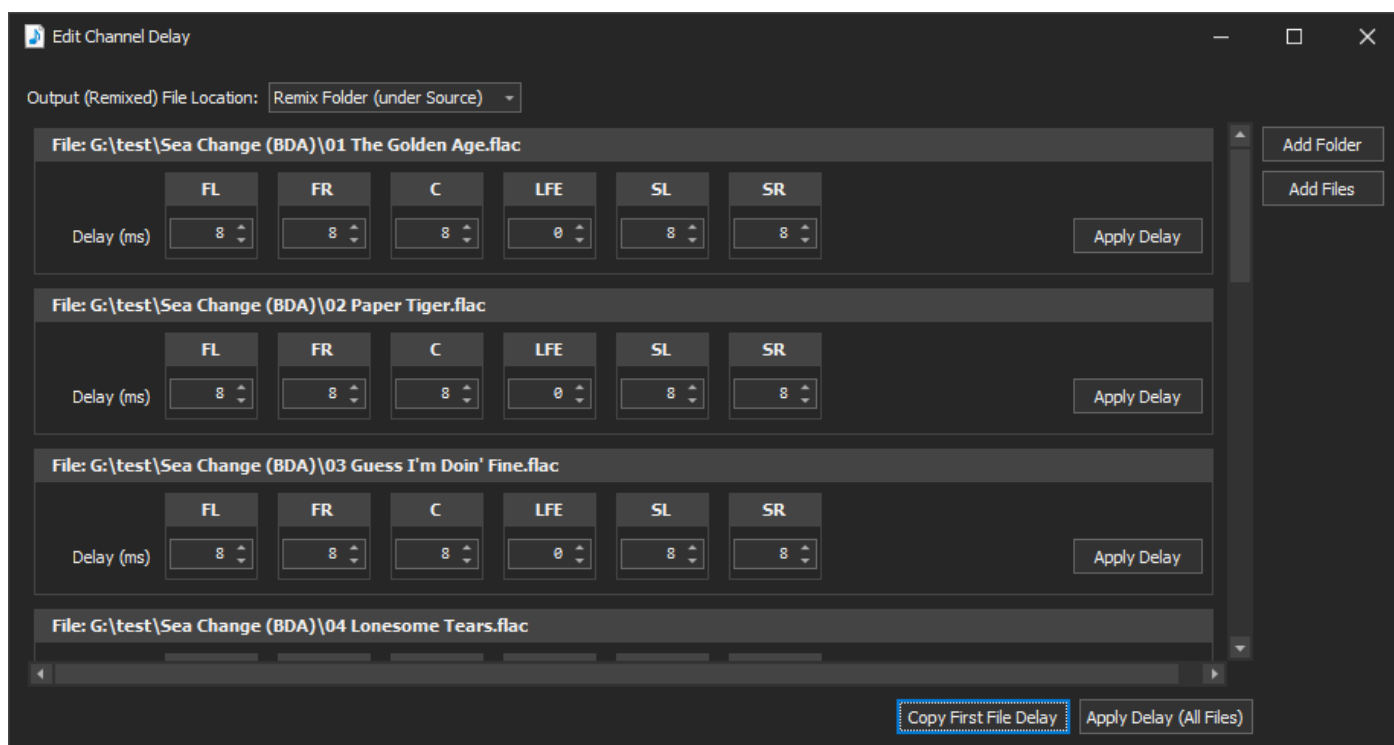 Edit Channel Delay
Output (Remixed) File Location: Remix Folder (under Source)
File: G:\test\Sea Change (BDA)\01 The Golden Age.flac
Add Folder
Add Files
FL FR C LFE SL SR
Delay (ms) 8 8 8 0 8 8 Apply Delay
File: G:\test\Sea Change (BDA)\02 Paper Tiger.flac
FL FR C LFE SL SR
Delay (ms) 8 8 8 0 8 8 Apply Delay
File: G:\test\Sea Change (BDA)\03 Guess I'm Doin' Fine.flac
FL FR C LFE SL SR
Delay (ms) 8 8 8 0 8 8 Apply Delay
File: G:\test\Sea Change (BDA)\04 Lonesome Tears.flac
Copy First File Delay Apply Delay (All Files)